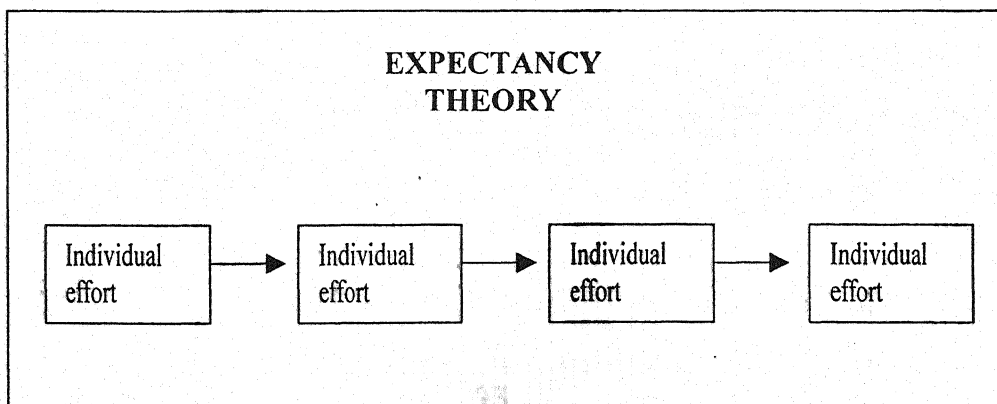 EXPECTANCY
THEORY
Individual
effort
Individual
effort
Individual
effort
Individual
effort